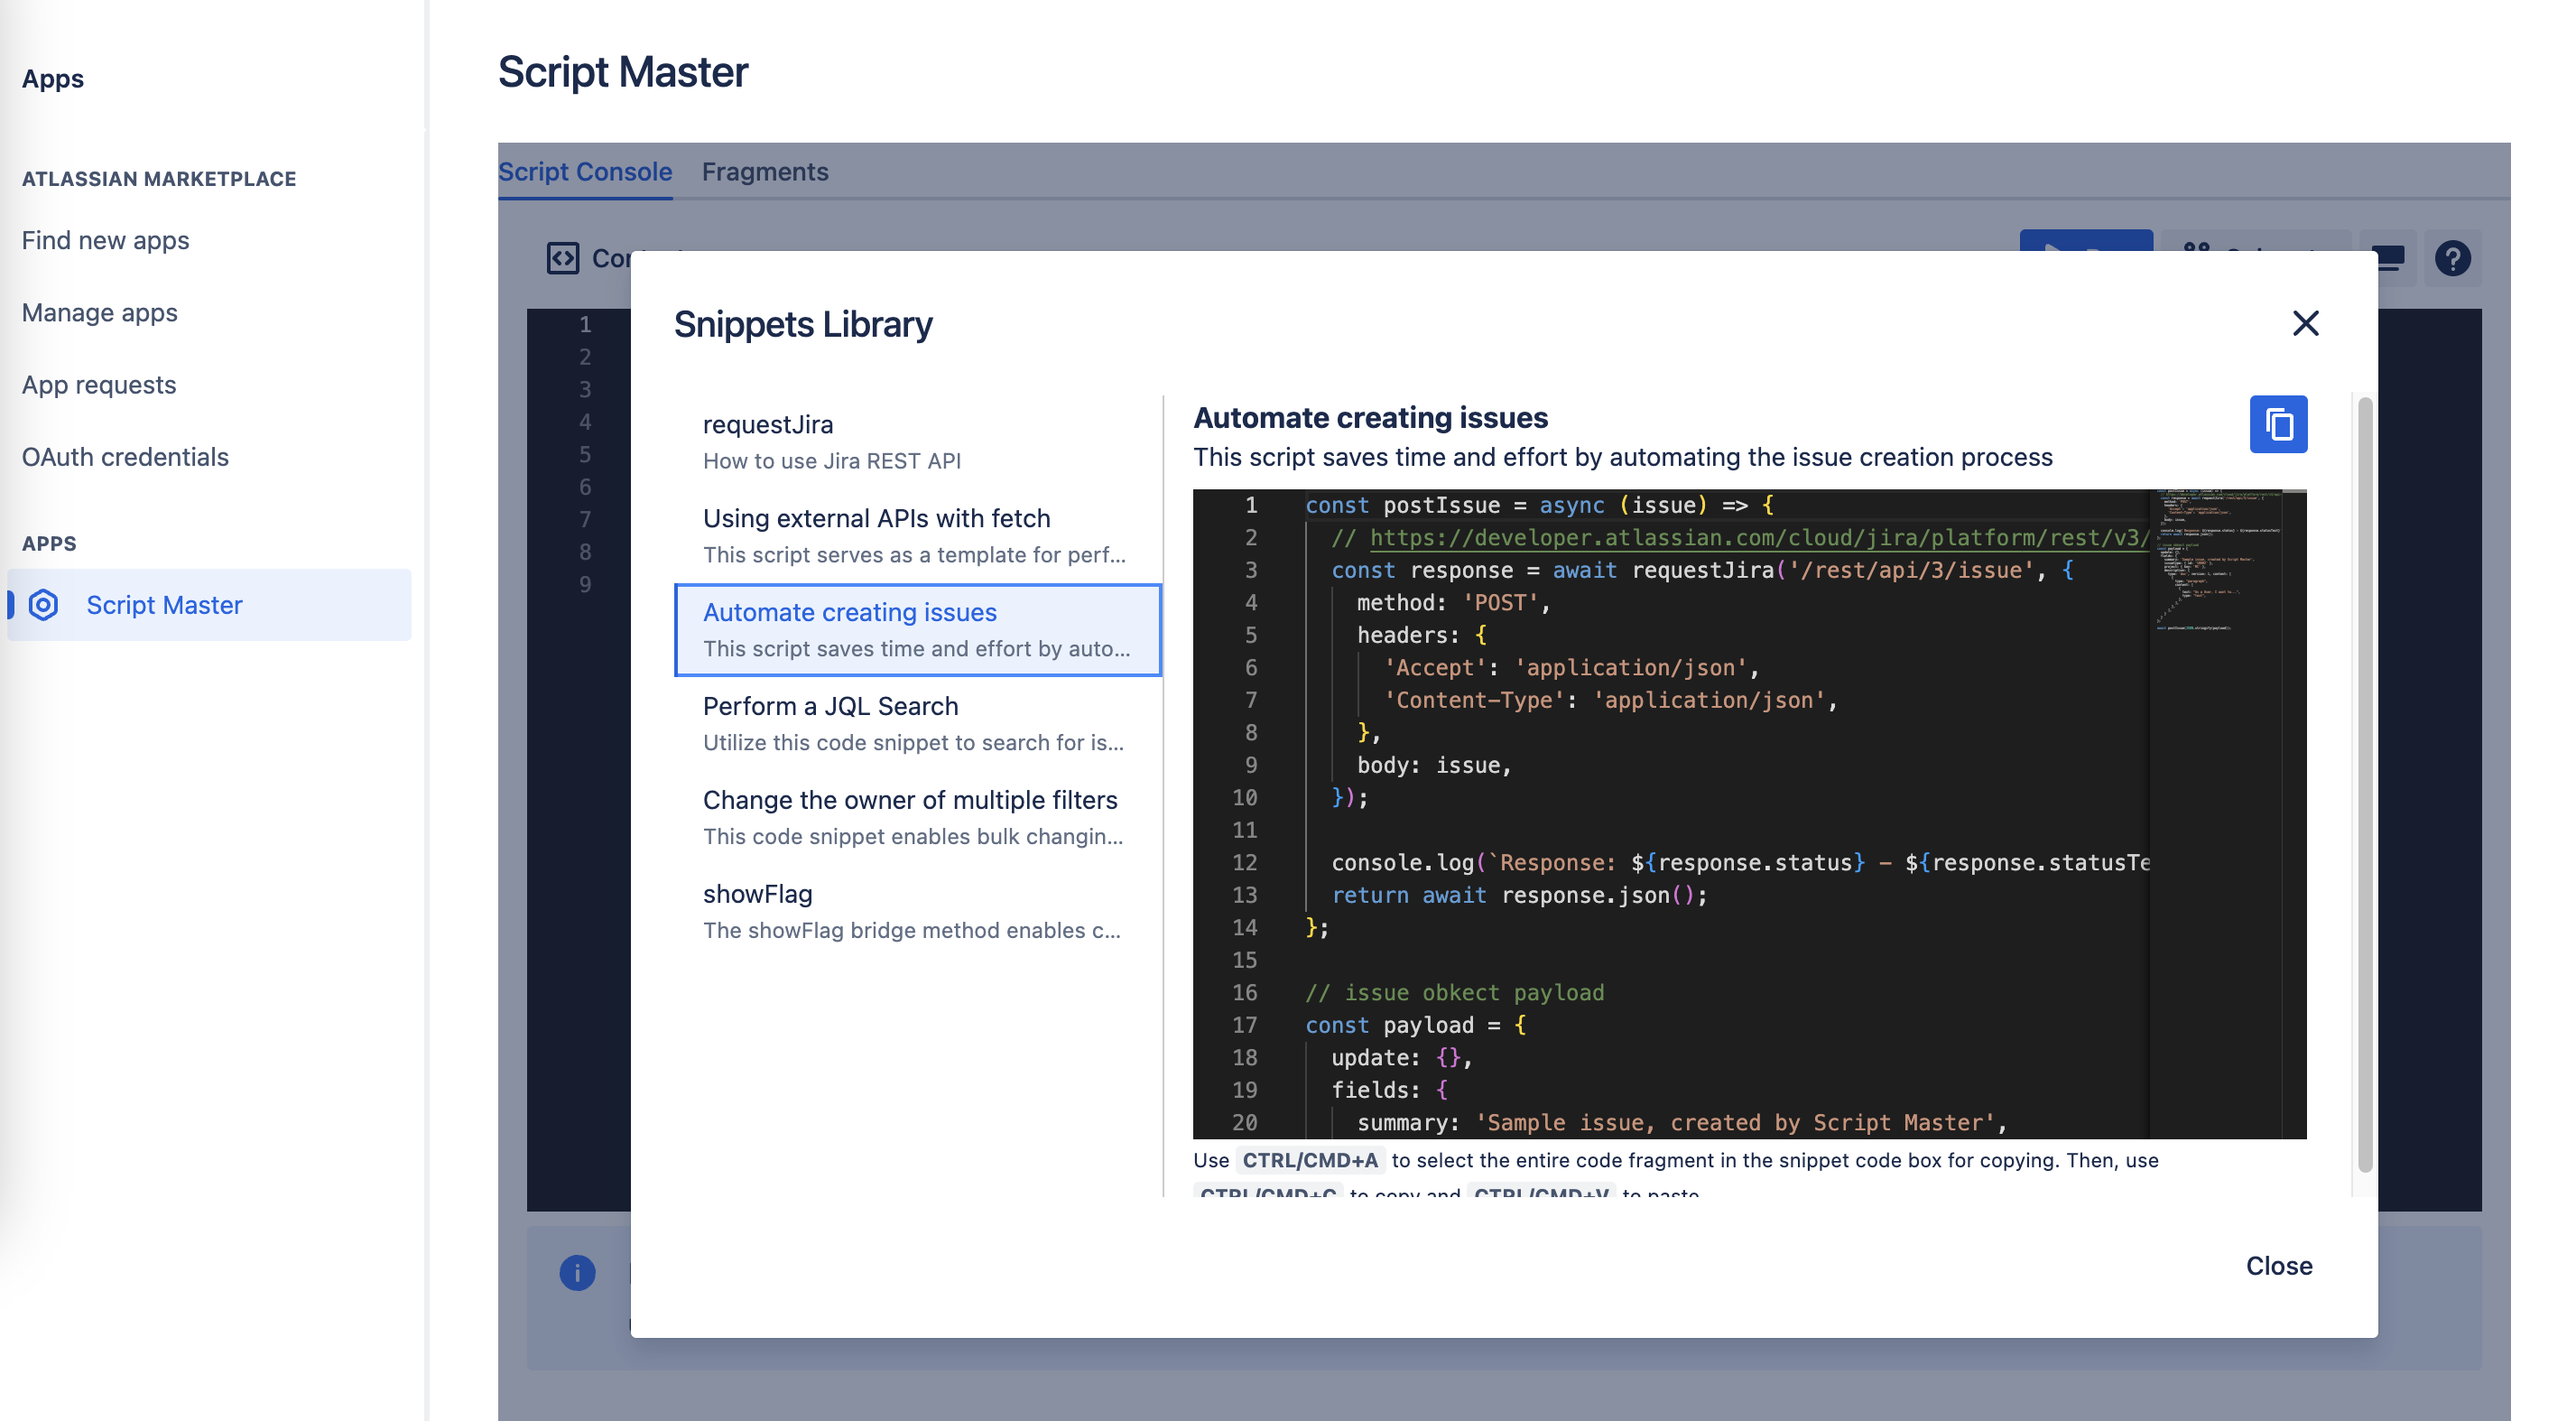 Apps
ATLASSIAN MARKETPLACE
Find new apps
Manage apps
App requests
OAuth credentials
APPS
Script Master
Script Master
Script Console Fragments
1
2
3
4
5
6
7
8
9
Snippets Library
requestJira
How to use Jira REST API
Using external APIs with fetch
This script serves as a template for perf...
Automate creating issues
This script saves time and effort by auto...
Perform a JQL Search
Utilize this code snippet to search for is...
Change the owner of multiple filters
This code snippet enables bulk changin...
showFlag
The showFlag bridge method enables c...
Automate creating issues
This script saves time and effort by automating the issue creation process
1 const postIssue = async (issue) => {
2 // https://developer.atlassian.com/cloud/jira/platform/rest/v3/
3 const response = await requestJira('/rest/api/3/issue', {
4 method: 'POST',
5 headers: {
6 'Accept': 'application/json',
7 'Content-Type': 'application/json',
8 },
9 body: issue,
10 });
11
12 console.log(`Response: ${response.status} - ${response.statusTe
13 return await response.json();
14 };
15
16 // issue obkect payload
17 const payload = {
18 update: {},
19 fields: {
20 summary: 'Sample issue, created by Script Master',
Use CTRL/CMD+A to select the entire code fragment in the snippet code box for copying. Then, use
CTRL/CMD+C to copy and CTRL/CMD+V to paste
Close